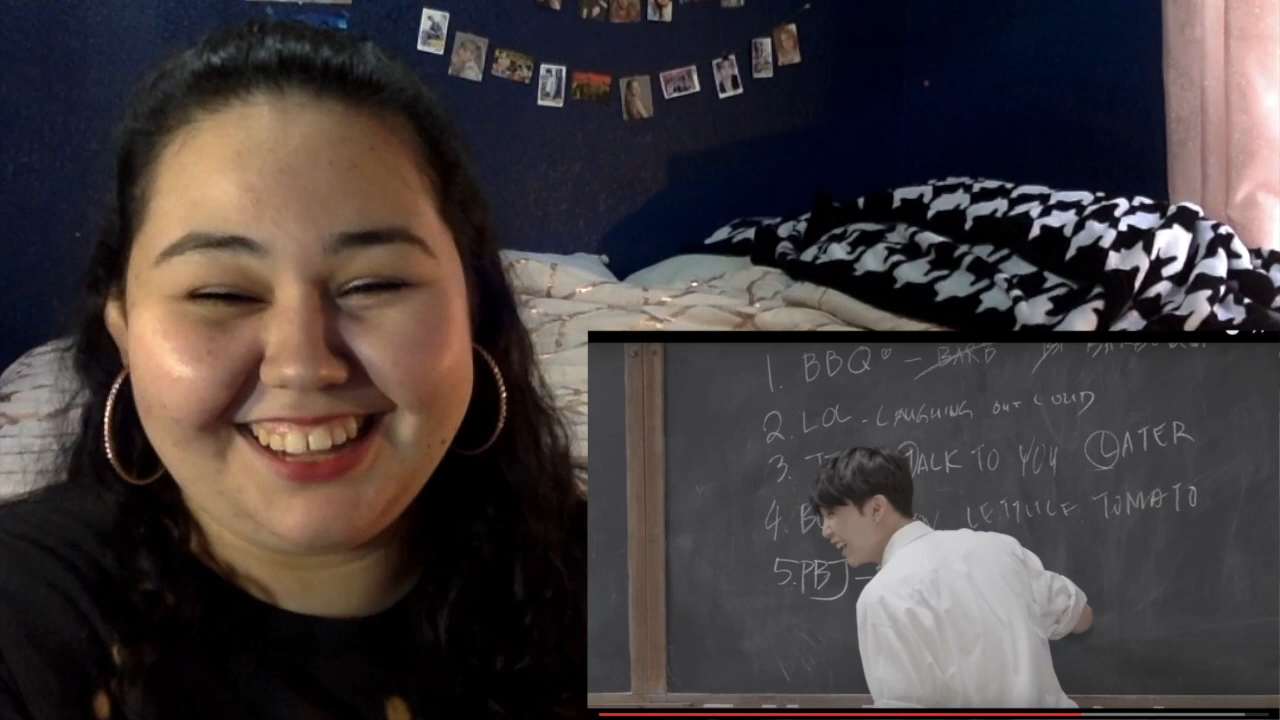 1. BBQ - BARB
2. LOL - LAUGHING OUT LOUD
3. TALK TO YOU LATER
4. LETTUCE. TOMATO
5. PBJ -